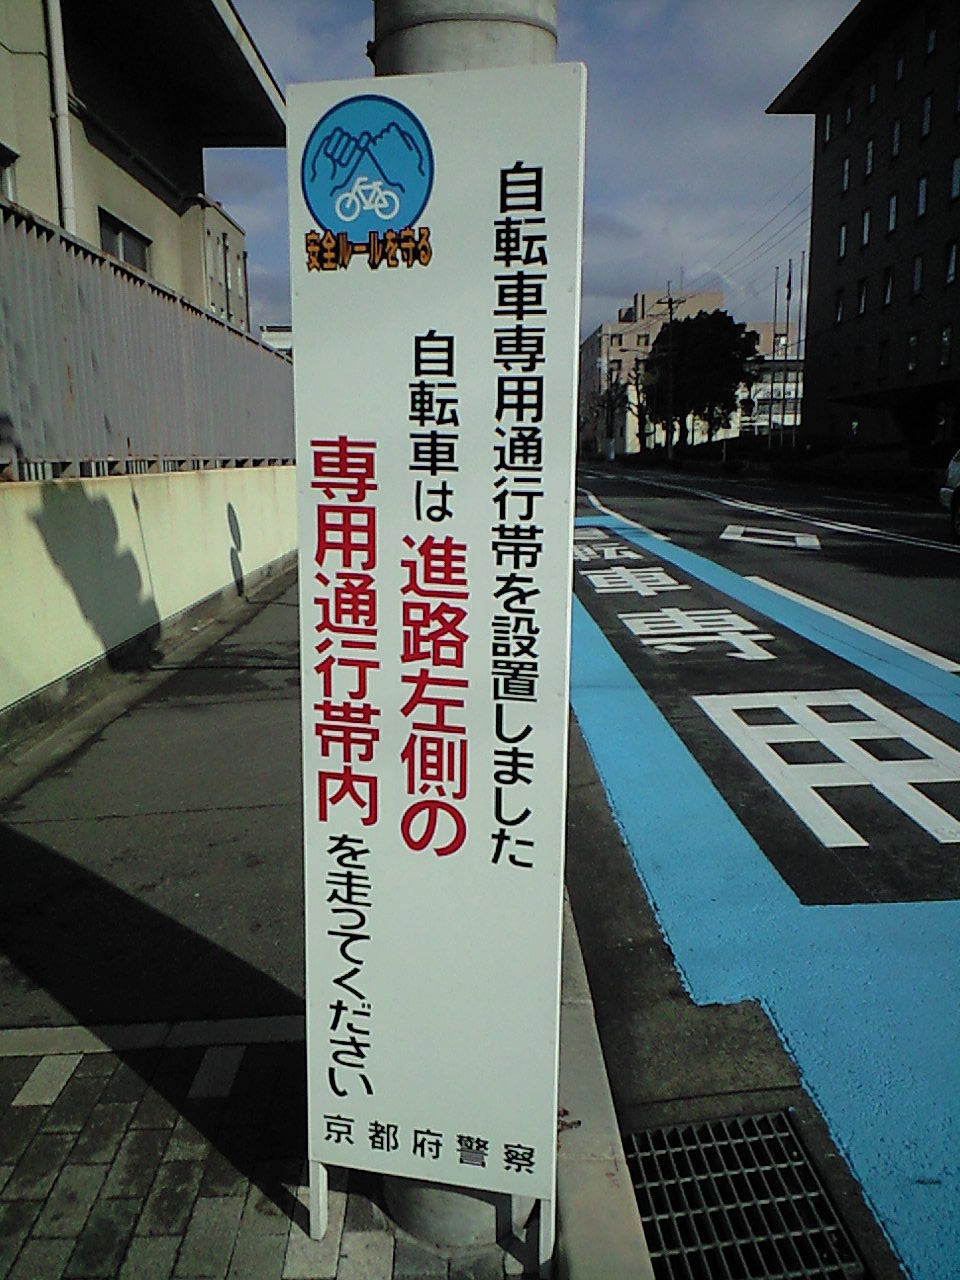 安全ルールを守る
自転車専用通行帯を設置しました
自転車は進路左側の
専用通行帯内を走ってください
京都府警察
自転車専用